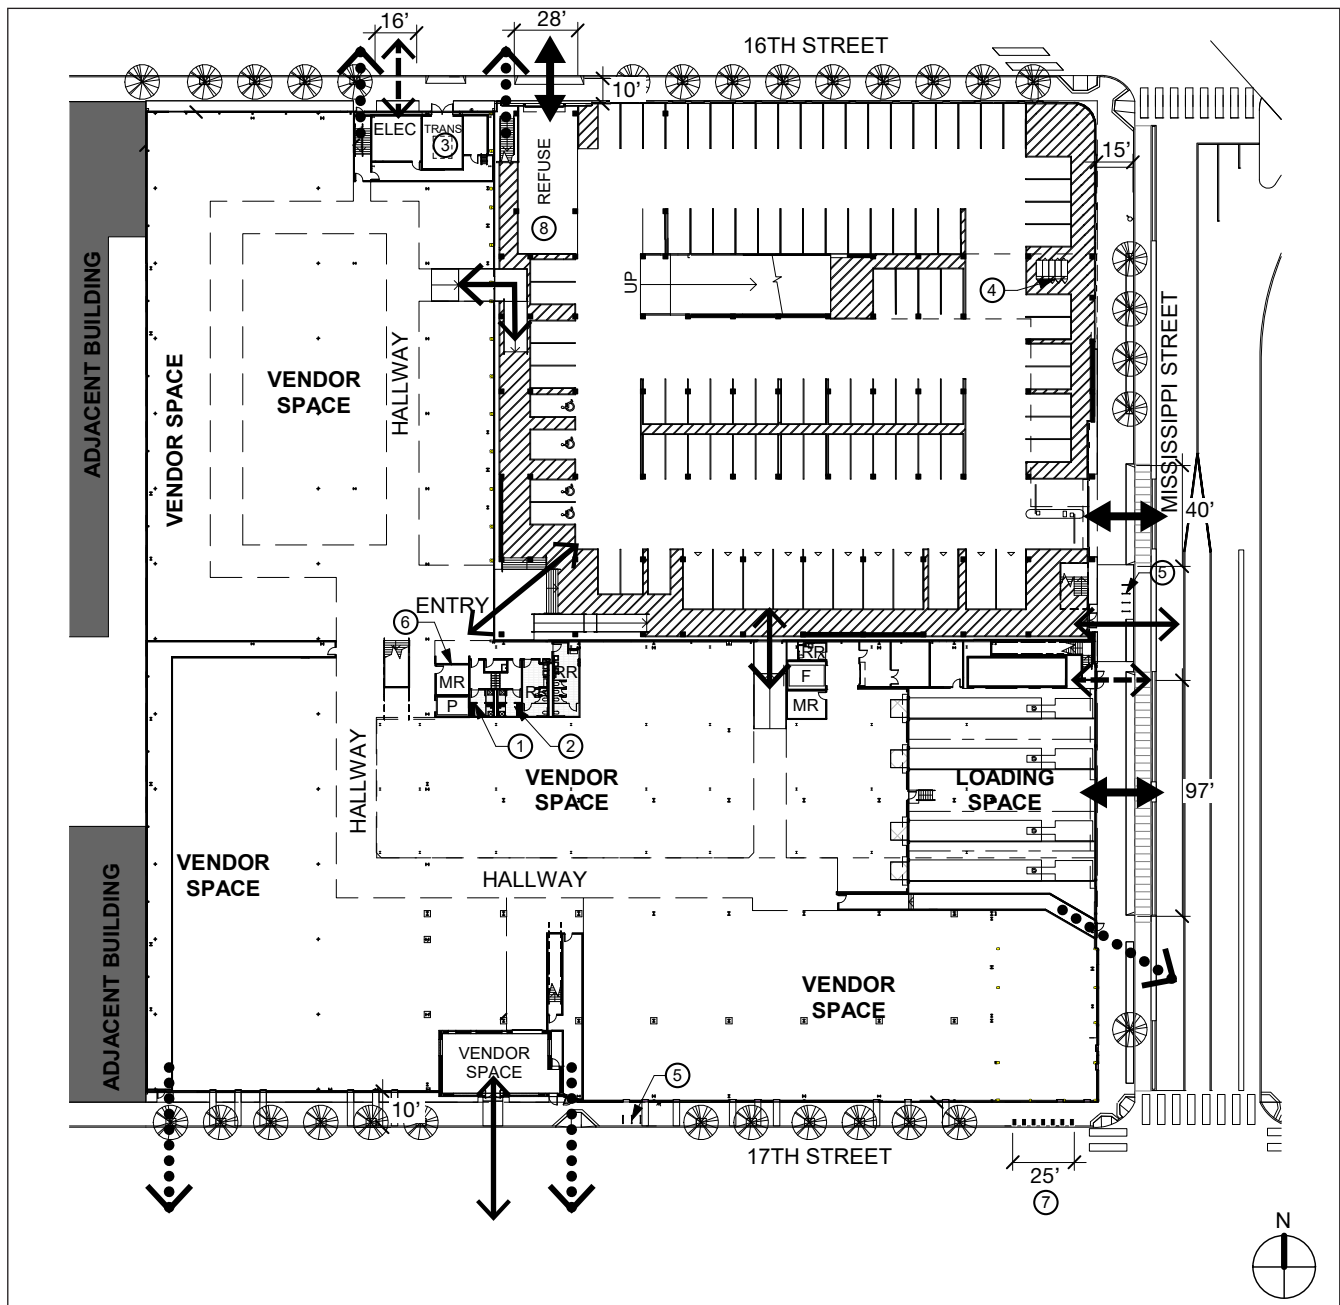 16'
28'
16TH STREET
10'
ELEC
TRANS
3
REFUSE
8
15'
UP
4
ADJACENT BUILDING
VENDOR SPACE
VENDOR
SPACE
HALLWAY
MISSISSIPPI STREET
40'
5
ENTRY
6
MR
P
RR
RR
RR
F
MR
1
2
HALLWAY
VENDOR
SPACE
LOADING
SPACE
97'
VENDOR
SPACE
HALLWAY
ADJACENT BUILDING
VENDOR
SPACE
VENDOR
SPACE
5
10'
17TH STREET
25'
7
N